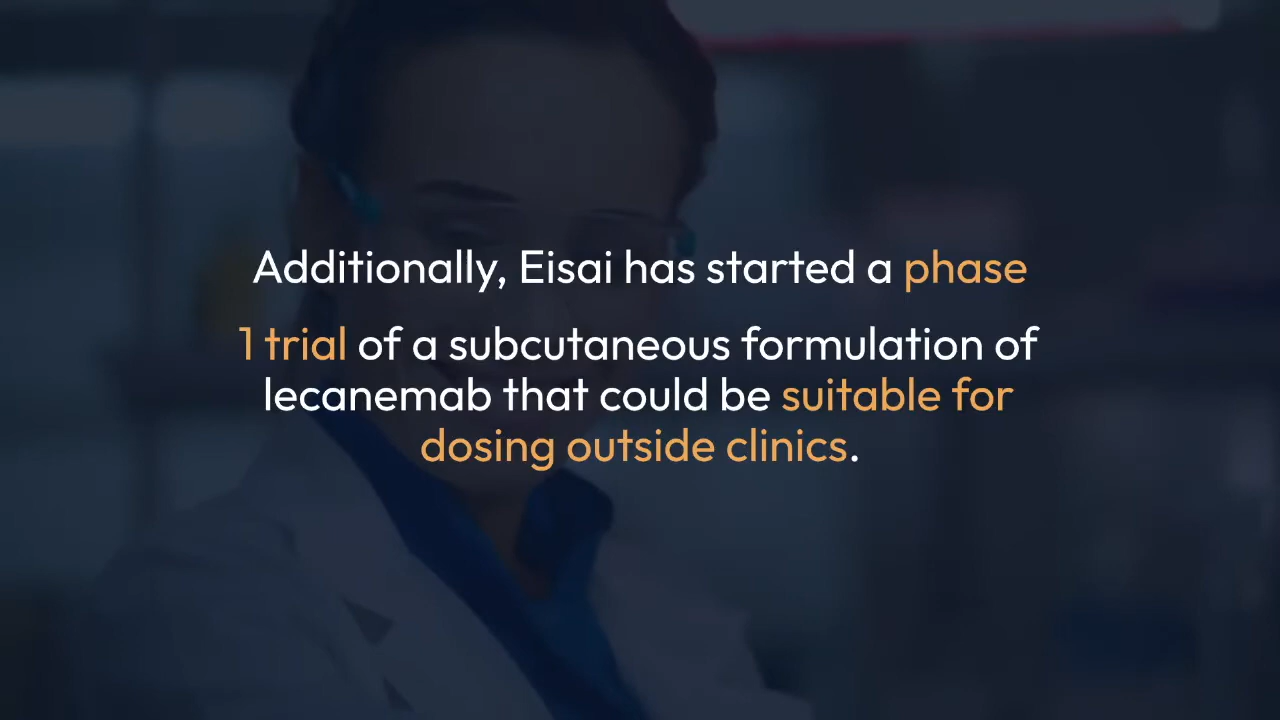 Additionally, Eisai has started a phase
1 trial of a subcutaneous formulation of
lecanemab that could be suitable for
dosing outside clinics.